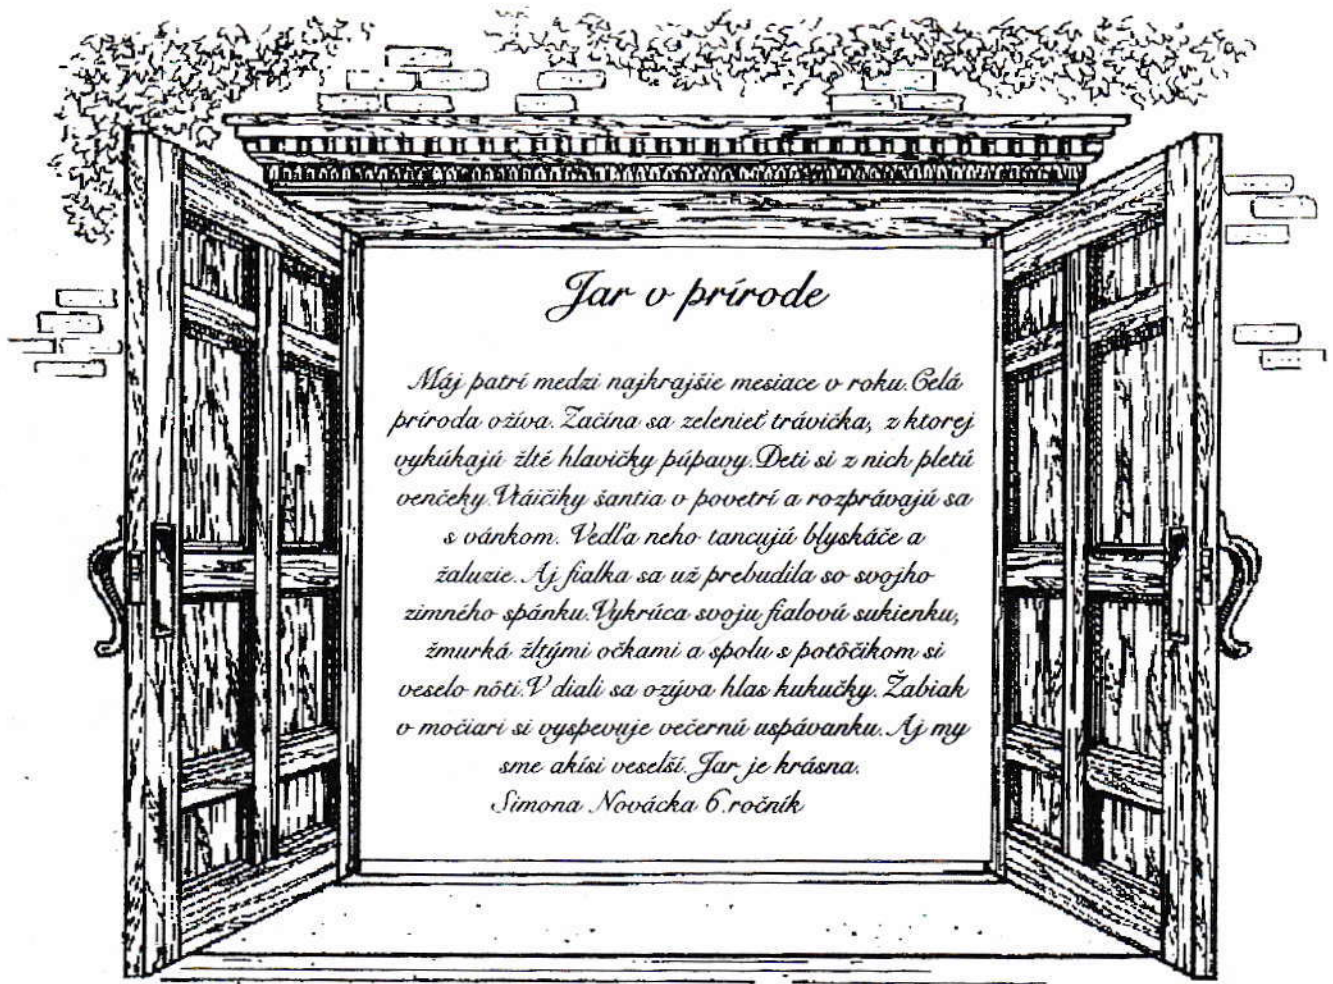 Jar v prírode
Máj patrí medzi najkrajšie mesiace v roku. Celá
príroda ožíva. Začína sa zelenieť trávička, z ktorej
vykúkajú žlté hlavičky púpavy. Deti si z nich pletú
venčeky. Vtáičiky šantia v povetrí a rozprávajú sa
s vánkom. Vedľa neho tancujú blyskáče a
žaluzie. Aj fialka sa už prebudila so svojho
zimného spánku. Vykrúca svoju fialovú sukienku,
žmurká žltými očkami a spolu s potôčikom si
veselo nôti. V diali sa ozýva hlas kukučky. Žabiak
v močiari si vyspevuje večernú uspávanku. Aj my
sme akísi veselší. Jar je krásna.
Simona Novácka 6.ročník